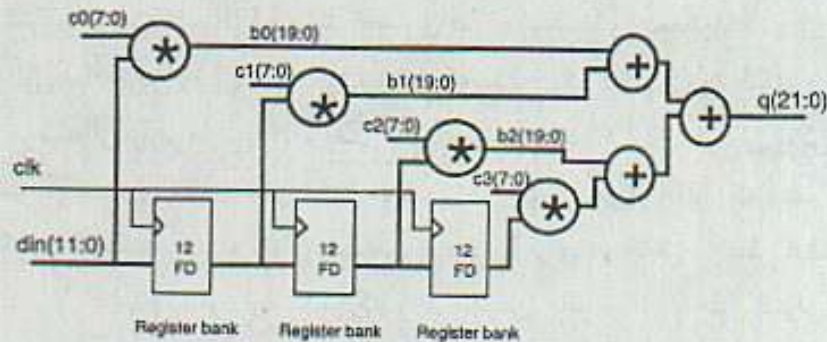 c0(7:0)
b0(19:0)
c1(7:0)
b1(19:0)
q(21:0)
c2(7:0)
b2(19:0)
clk
c3(7:0)
din(11:0)
12 FD
12 FD
12 FD
Register bank
Register bank
Register bank